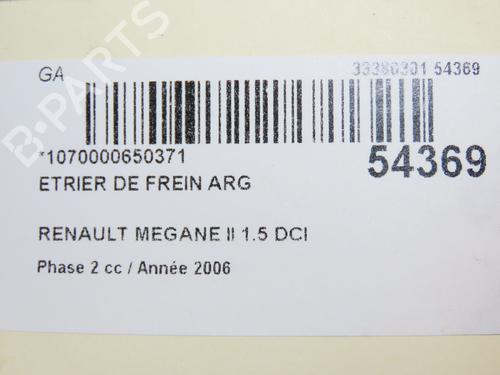 GA
33380301 54369
*1070000650371
54369
ETRIER DE FREIN ARG
RENAULT MEGANE II 1.5 DCI
Phase 2 cc / Année 2006
B-PARTS